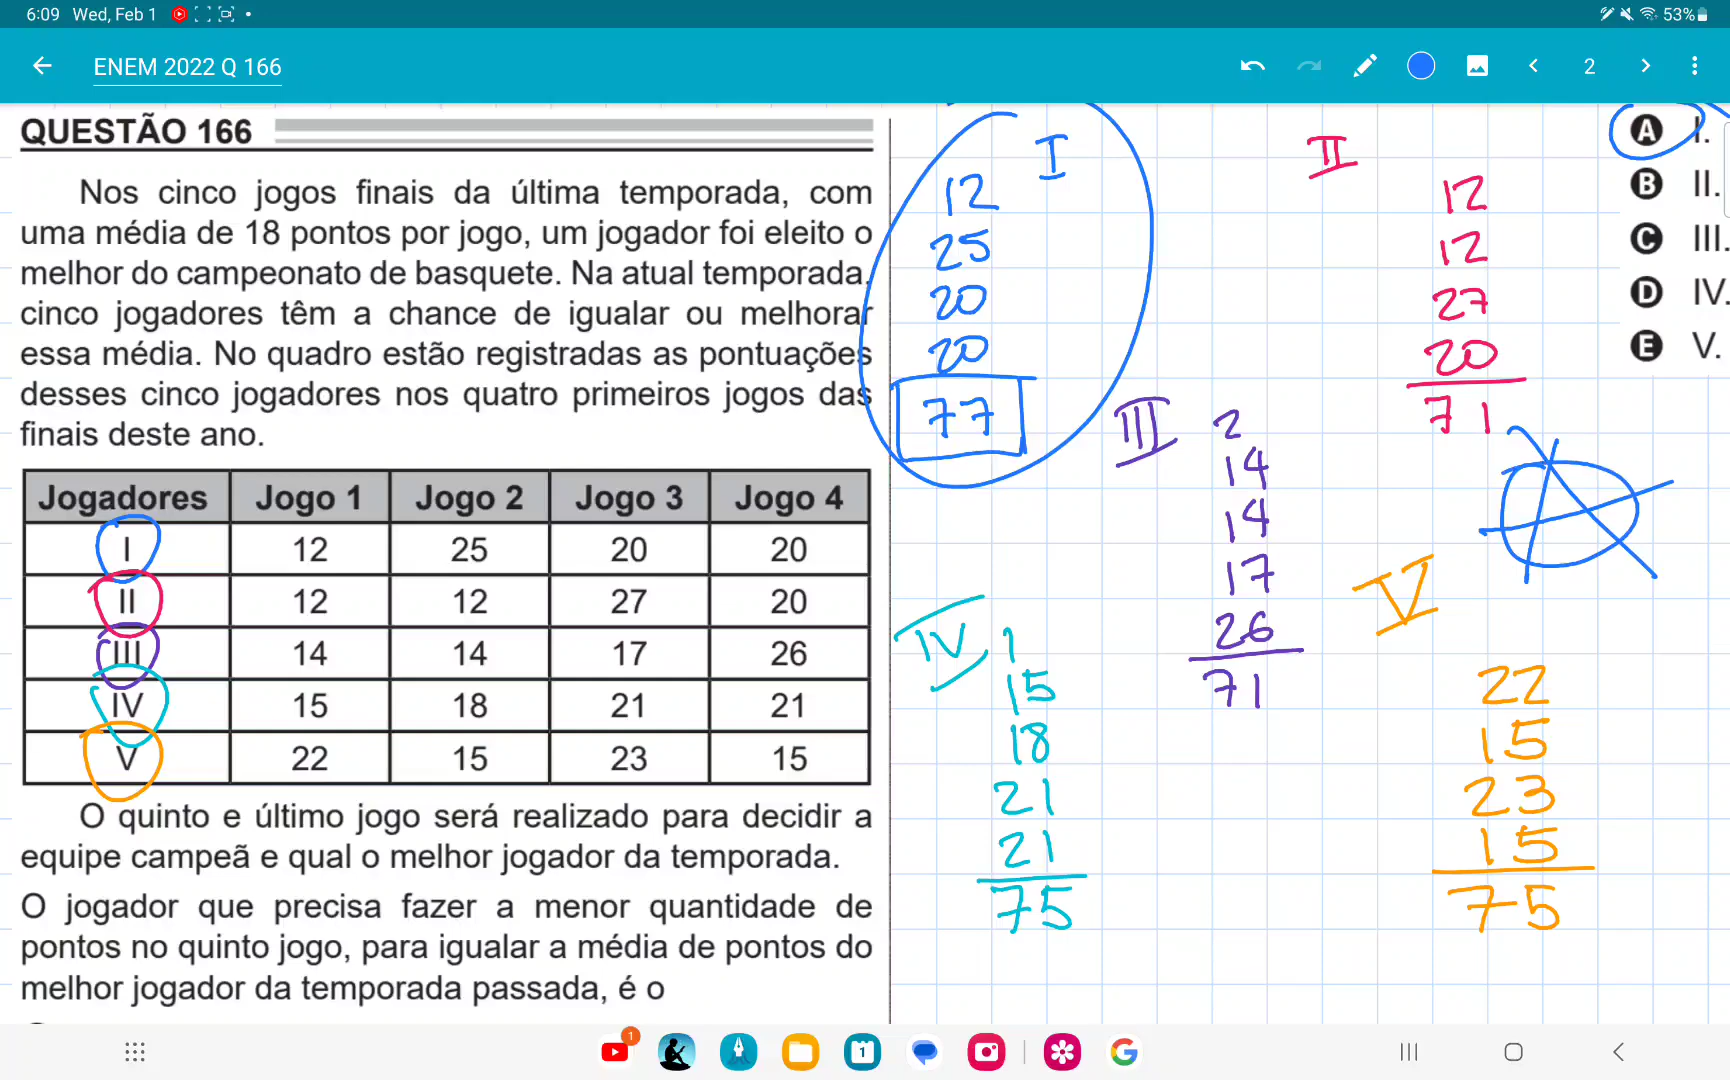 6:09 Wed, Feb 1
53%
ENEM 2022 Q 166
2
QUESTÃO 166
Nos cinco jogos finais da última temporada, com
uma média de 18 pontos por jogo, um jogador foi eleito o
melhor do campeonato de basquete. Na atual temporada,
cinco jogadores têm a chance de igualar ou melhorar
essa média. No quadro estão registradas as pontuações
desses cinco jogadores nos quatro primeiros jogos das
finais deste ano.
Jogadores Jogo 1 Jogo 2 Jogo 3 Jogo 4
I 12 25 20 20
II 12 12 27 20
III 14 14 17 26
IV 15 18 21 21
V 22 15 23 15
O quinto e último jogo será realizado para decidir a
equipe campeã e qual o melhor jogador da temporada.
O jogador que precisa fazer a menor quantidade de
pontos no quinto jogo, para igualar a média de pontos do
melhor jogador da temporada passada, é o
I
12
25
20
20
77
II
12
12
27
20
71
III
2
14
14
17
26
71
IV
1
15
18
21
21
75
V
22
15
23
15
75
A
A I.
B II.
C III.
D IV.
E V.
1
1